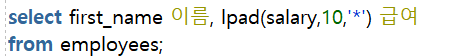 select first_name 이름, lpad(salary,10,'*') 급여
from employees;